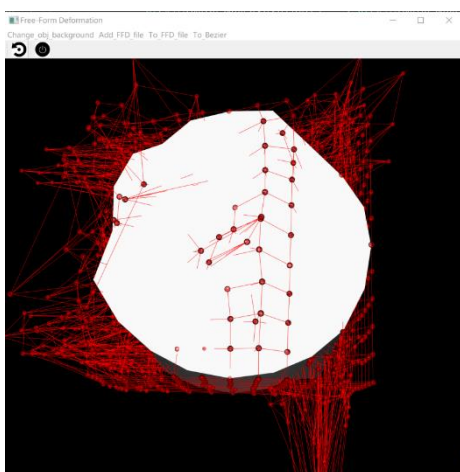 Free-Form Deformation
Change_obj_background Add_FFD_file To_FFD_file To_Bezier